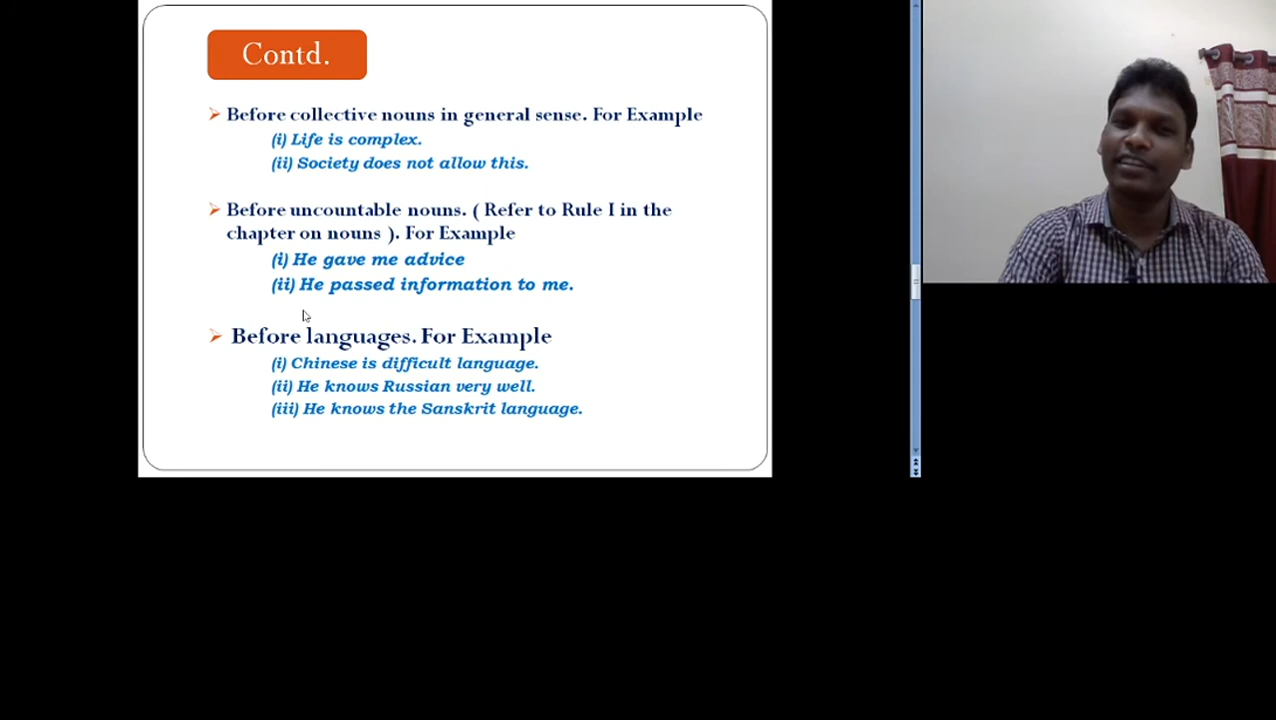 Contd.
Before collective nouns in general sense. For Example
(i) Life is complex.
(ii) Society does not allow this.
Before uncountable nouns. ( Refer to Rule I in the
chapter on nouns ). For Example
(i) He gave me advice
(ii) He passed information to me.
Before languages. For Example
(i) Chinese is difficult language.
(ii) He knows Russian very well.
(iii) He knows the Sanskrit language.